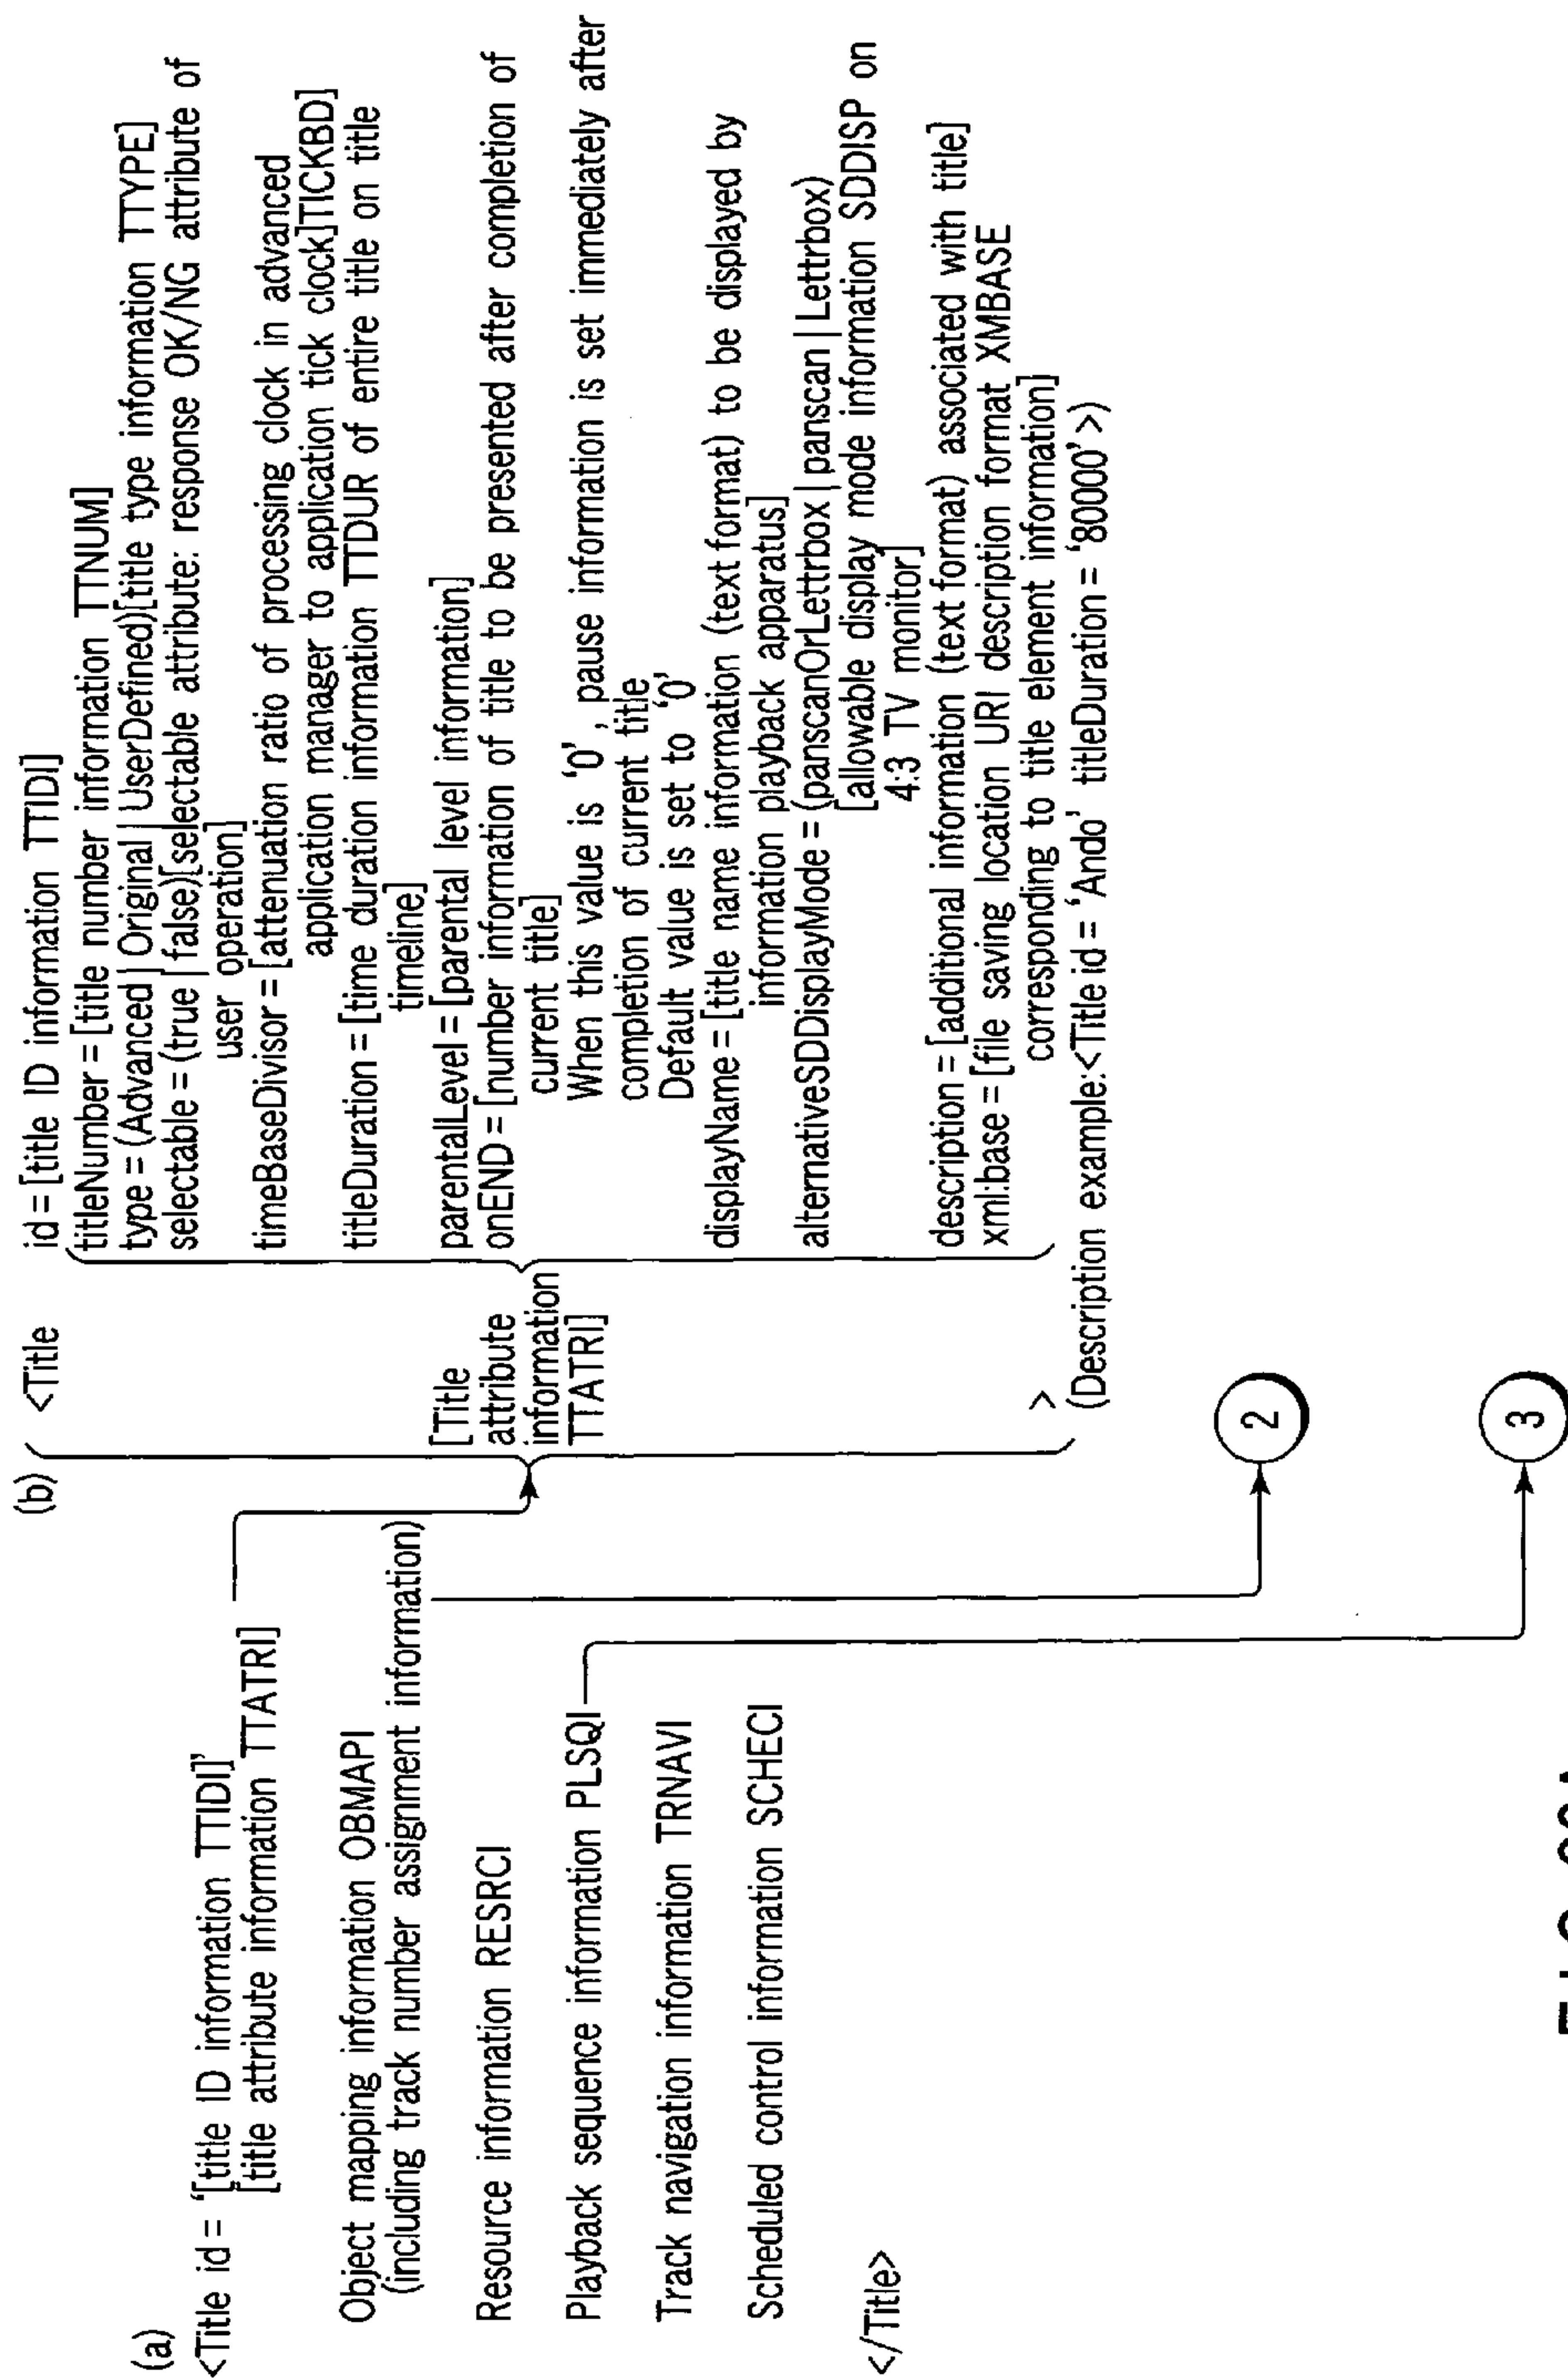 (a)
<Title id = '[title ID information TTIDI]'
[title attribute information TTATRI]
Object mapping information OBMAPI
(including track number assignment information)
Resource information RESRCI
Playback sequence information PLSQI
Track navigation information TRNAVI
Scheduled control information SCHECI
</Title>
(b)
<Title
[Title
attribute
information
TTATRI]
>
id = [title ID information TTIDI]
titleNumber = [title number information TTNUM]
type = (Advanced | Original | UserDefined)[title type information TTYPE]
selectable = (true | false)[selectable attribute: response OK/NG attribute of
user operation]
timeBaseDivisor = [attenuation ratio of processing clock in advanced
application manager to application tick clock]TICKBD]
titleDuration = [time duration information TTDUR of entire title on title
timeline]
parentalLevel = [parental level information]
onEND = [number information of title to be presented after completion of
current title]
When this value is '0', pause information is set immediately after
completion of current title
Default value is set to '0'
displayName = [title name information (text format) to be displayed by
information playback apparatus]
alternativeSDDisplayMode = (panscanOrLettrbox | panscan | Lettrbox)
[allowable display mode information SDDISP on
4:3 TV monitor]
description = [additional information (text format) associated with title]
xml:base = [file saving location URI description format XMBASE
corresponding to title element information]
(Description example:<Title id = 'Ando' titleDuration = '80000' >)
2
3